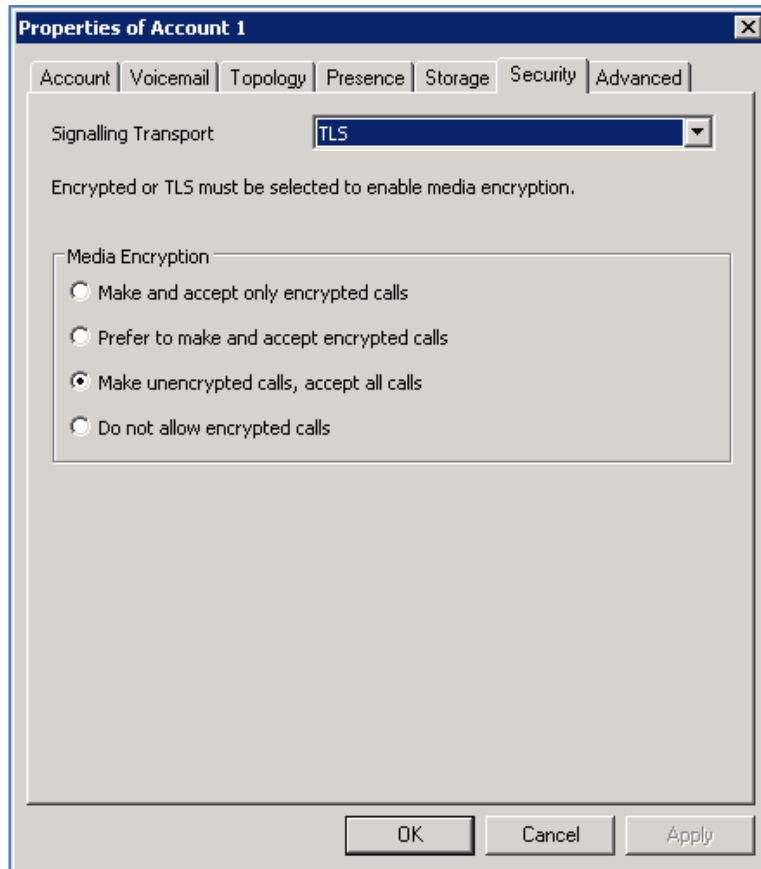 Properties of Account 1
Account Voicemail Topology Presence Storage Security Advanced
Signalling Transport TLS
Encrypted or TLS must be selected to enable media encryption.
Media Encryption
Make and accept only encrypted calls
Prefer to make and accept encrypted calls
Make unencrypted calls, accept all calls
Do not allow encrypted calls
OK Cancel Apply